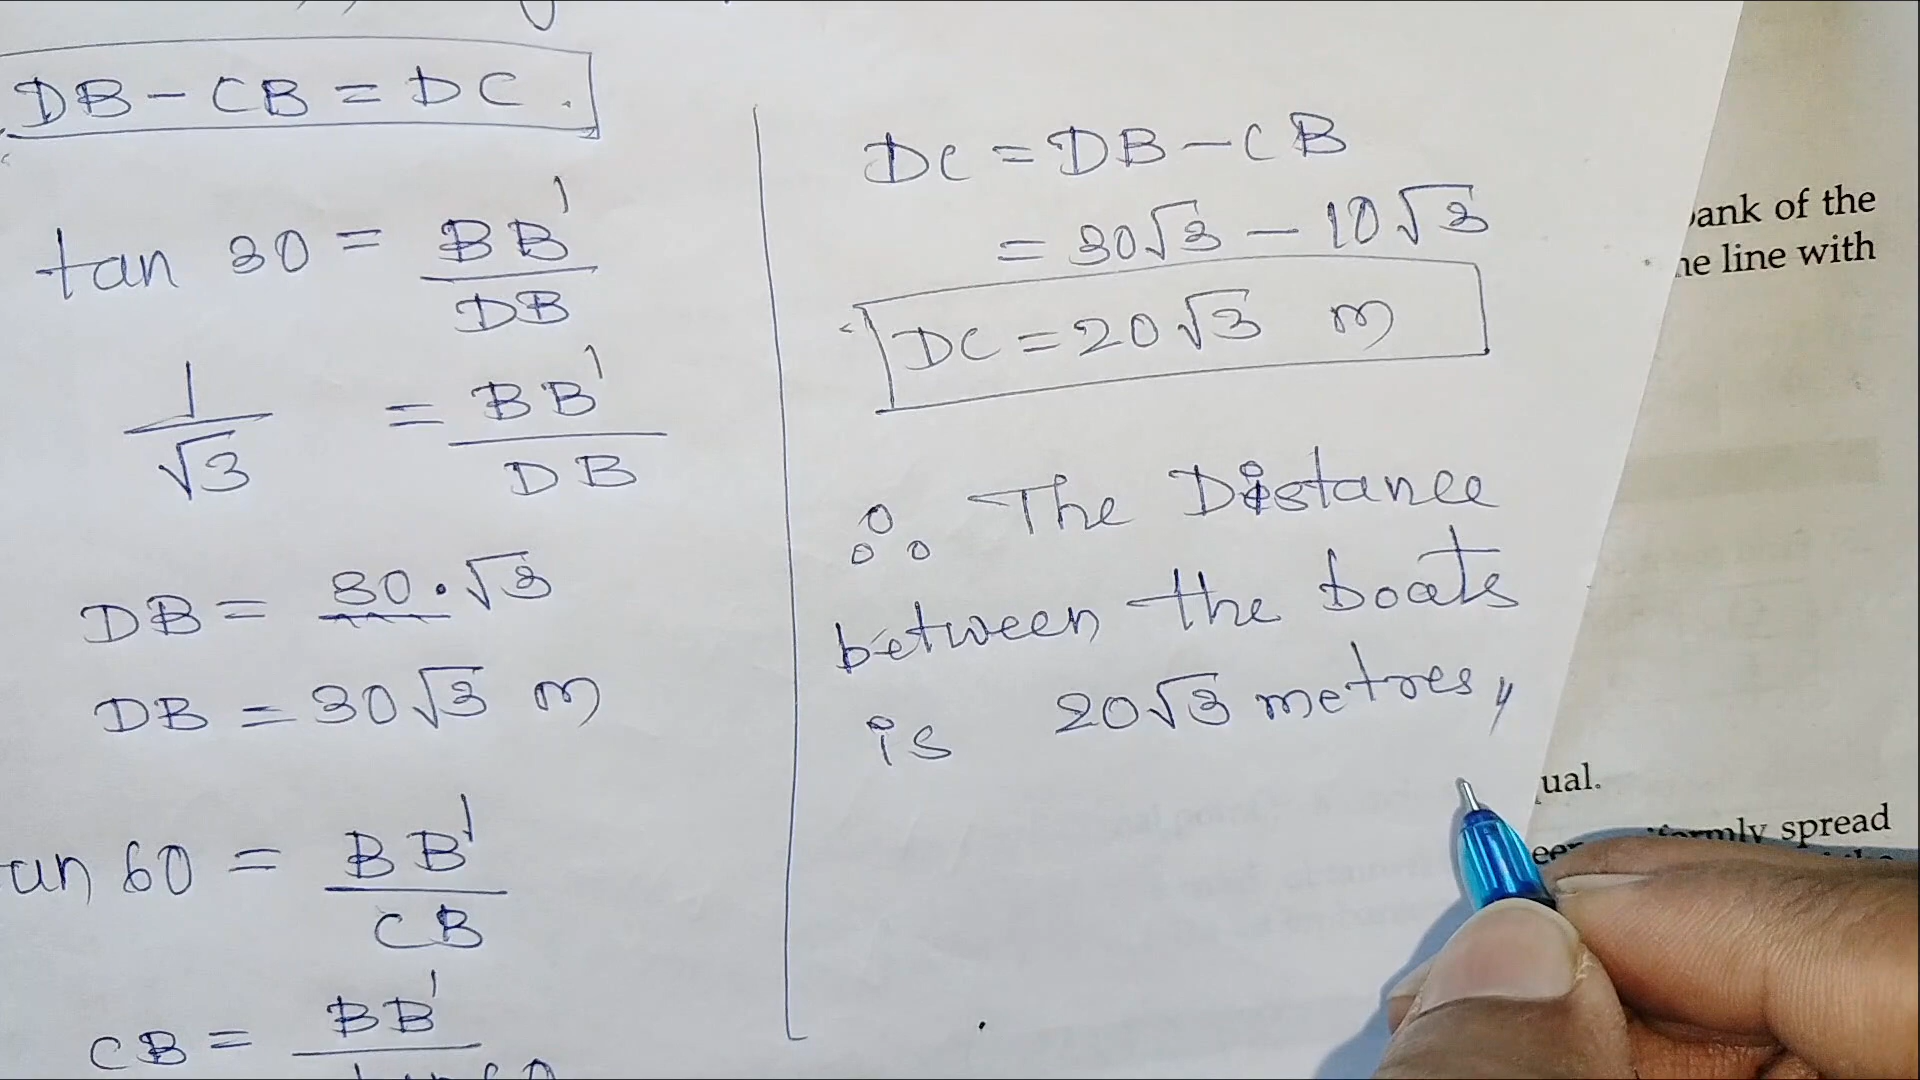 DB - CB = DC.
tan 30 = BB'/DB
1/√3 = BB'/DB
DB = 30 . √3
DB = 30√3 m
tan 60 = BB'/CB
CB = BB'/tan 60
DC = DB - CB
= 30√3 - 10√3
DC = 20√3 m
∴ The Distance
between the boats
is 20√3 metres,,
bank of the
line with
ual.
spread